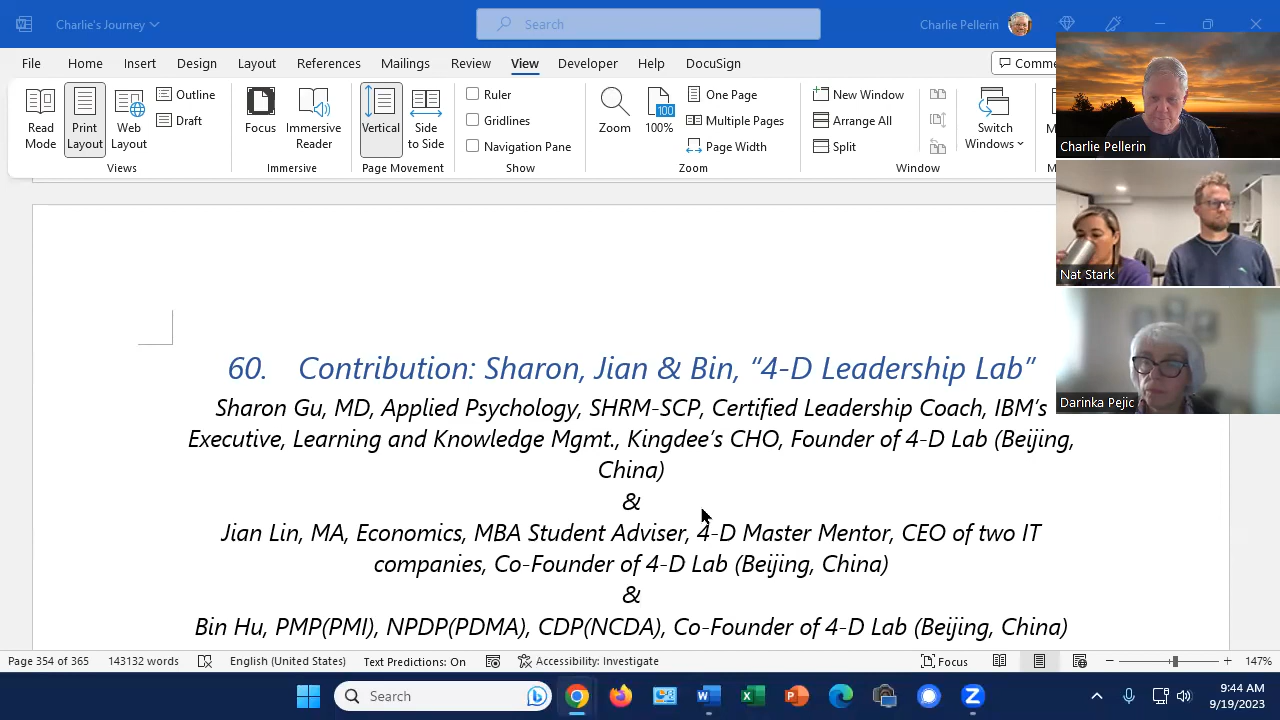 Charlie's Journey
Search
Charlie Pellerin
File Home Insert Design Layout References Mailings Review View Developer Help DocuSign
Read Mode
Print Layout
Web Layout
Outline
Draft
Views
Focus
Immersive Reader
Immersive
Vertical
Side to Side
Page Movement
Ruler
Gridlines
Navigation Pane
Show
Zoom
100
100%
One Page
Multiple Pages
Page Width
Zoom
New Window
Arrange All
Split
Switch Windows
Window
Charlie Pellerin
Nat Stark
Darinka Pejic
60. Contribution: Sharon, Jian & Bin, “4-D Leadership Lab”
Sharon Gu, MD, Applied Psychology, SHRM-SCP, Certified Leadership Coach, IBM’s
Executive, Learning and Knowledge Mgmt., Kingdee’s CHO, Founder of 4-D Lab (Beijing,
China)
&
Jian Lin, MA, Economics, MBA Student Adviser, 4-D Master Mentor, CEO of two IT
companies, Co-Founder of 4-D Lab (Beijing, China)
&
Bin Hu, PMP(PMI), NPDP(PDMA), CDP(NCDA), Co-Founder of 4-D Lab (Beijing, China)
Page 354 of 365 143132 words English (United States) Text Predictions: On Accessibility: Investigate Focus 147%
Search
9:44 AM
9/19/2023